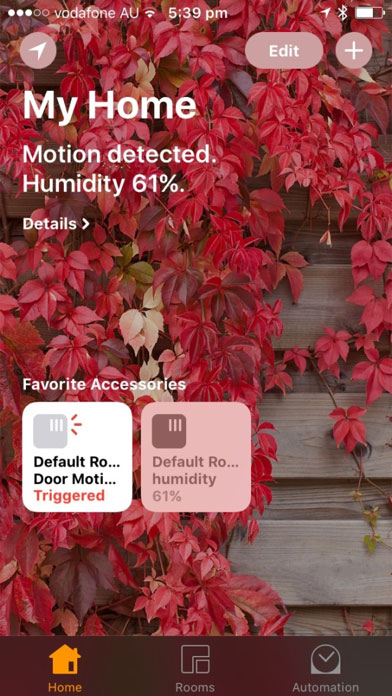 vodafone AU 5:39 pm
Edit
My Home
Motion detected.
Humidity 61%.
Details
Favorite Accessories
Default Ro... Default Ro...
Door Moti... humidity
Triggered 61%
Home Rooms Automation